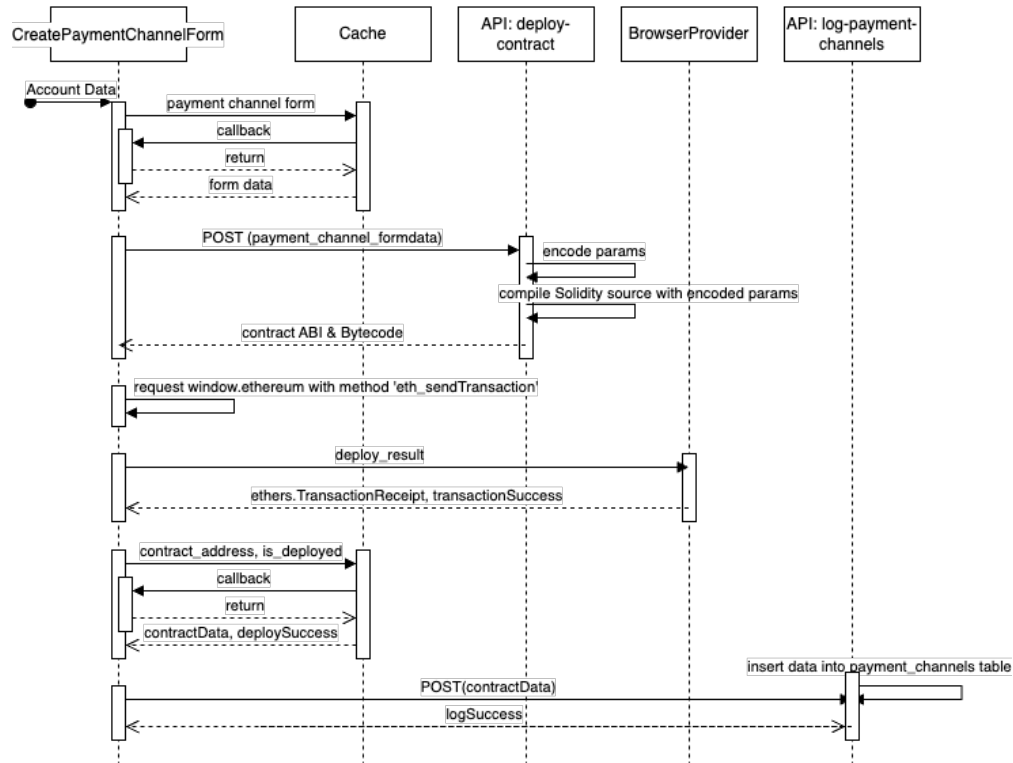 CreatePaymentChannelForm
Cache
API: deploy-
contract
BrowserProvider
API: log-payment-
channels
Account Data
payment channel form
callback
return
form data
POST (payment_channel_formdata)
encode params
compile Solidity source with encoded params
contract ABI & Bytecode
request window.ethereum with method 'eth_sendTransaction'
deploy_result
ethers.TransactionReceipt, transactionSuccess
contract_address, is_deployed
callback
return
contractData, deploySuccess
insert data into payment_channels table
POST(contractData)
logSuccess